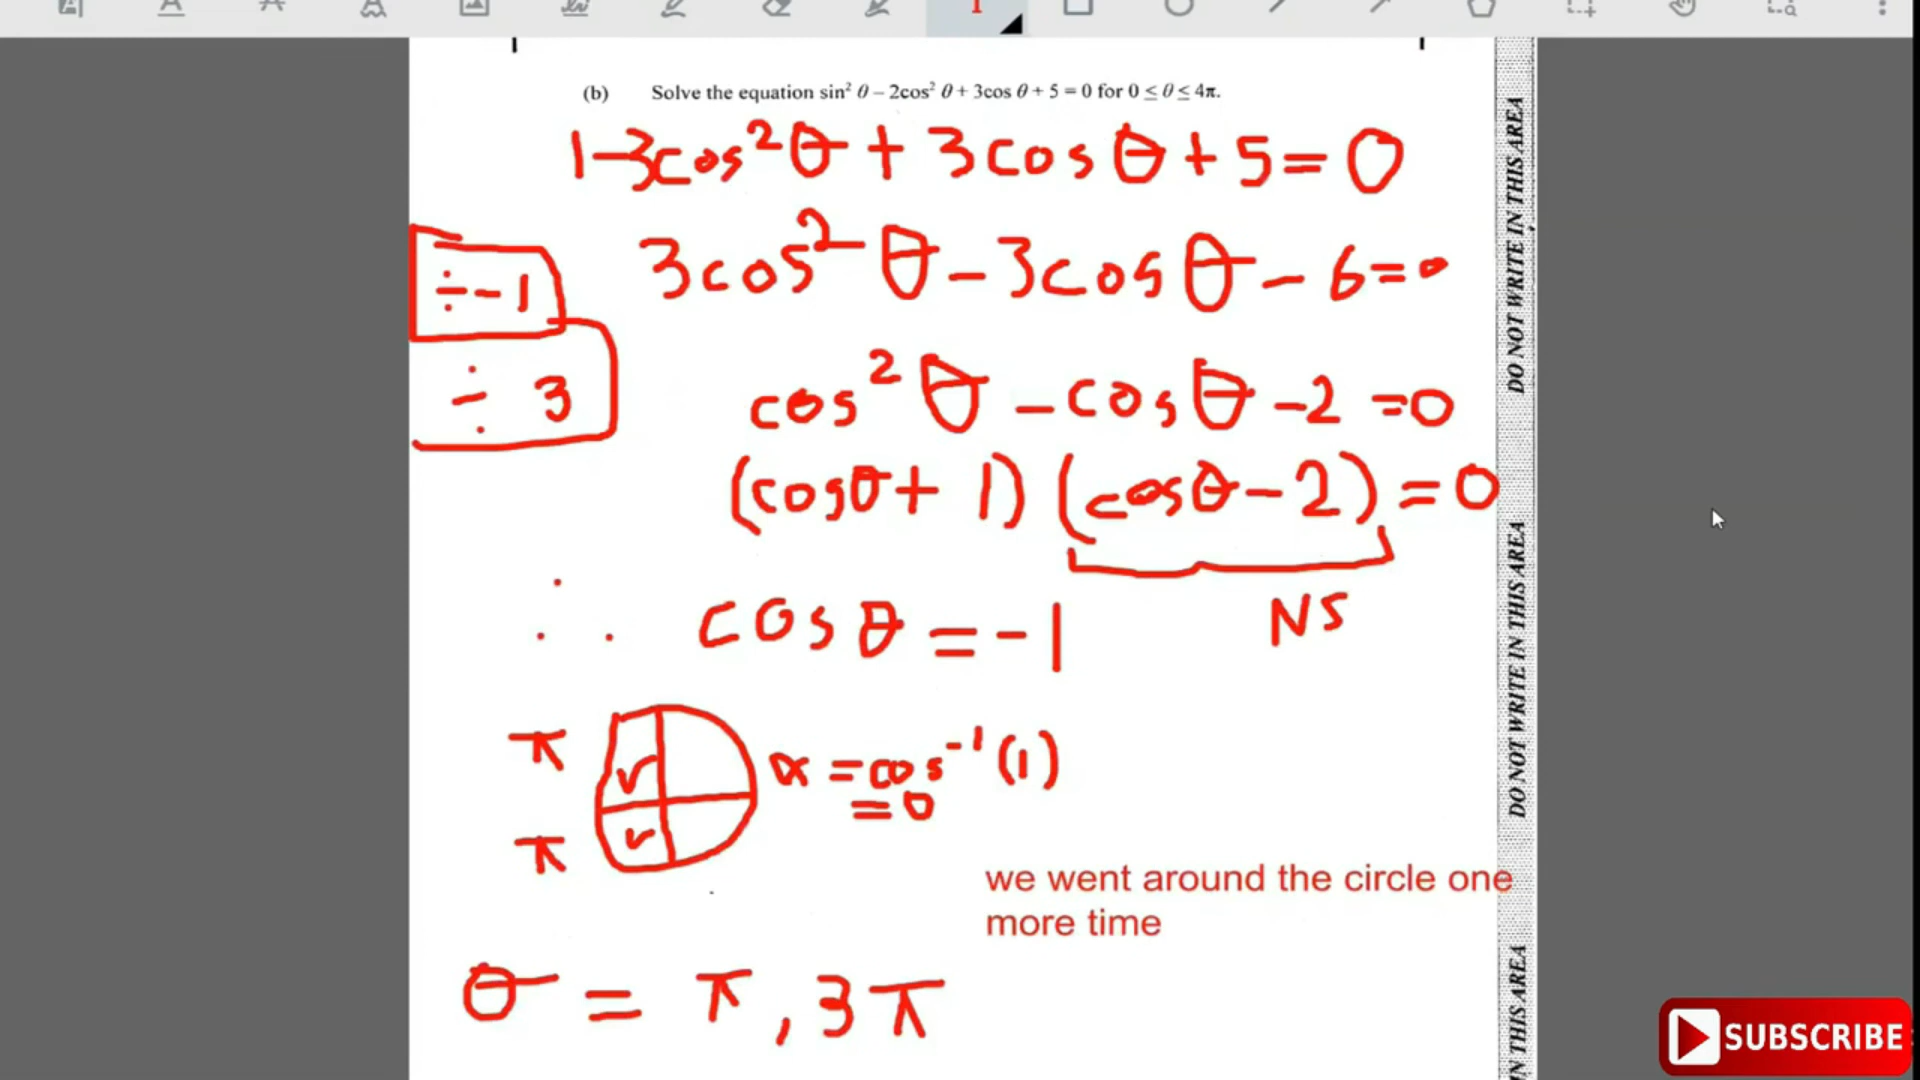 (b) Solve the equation sin² θ – 2cos² θ + 3cos θ + 5 = 0 for 0 ≤ θ ≤ 4π.
1-3cos²θ + 3cosθ + 5 = 0
÷ -1
3cos²θ - 3cosθ - 6 = 0
÷ 3
cos²θ - cosθ - 2 = 0
(cosθ + 1) (cosθ - 2) = 0
NS
∴ cosθ = -1
π
α = cos⁻¹(1)
= 0
π
we went around the circle one
more time
θ = π, 3π
DO NOT WRITE IN THIS AREA
DO NOT WRITE IN THIS AREA
IN THIS AREA
SUBSCRIBE